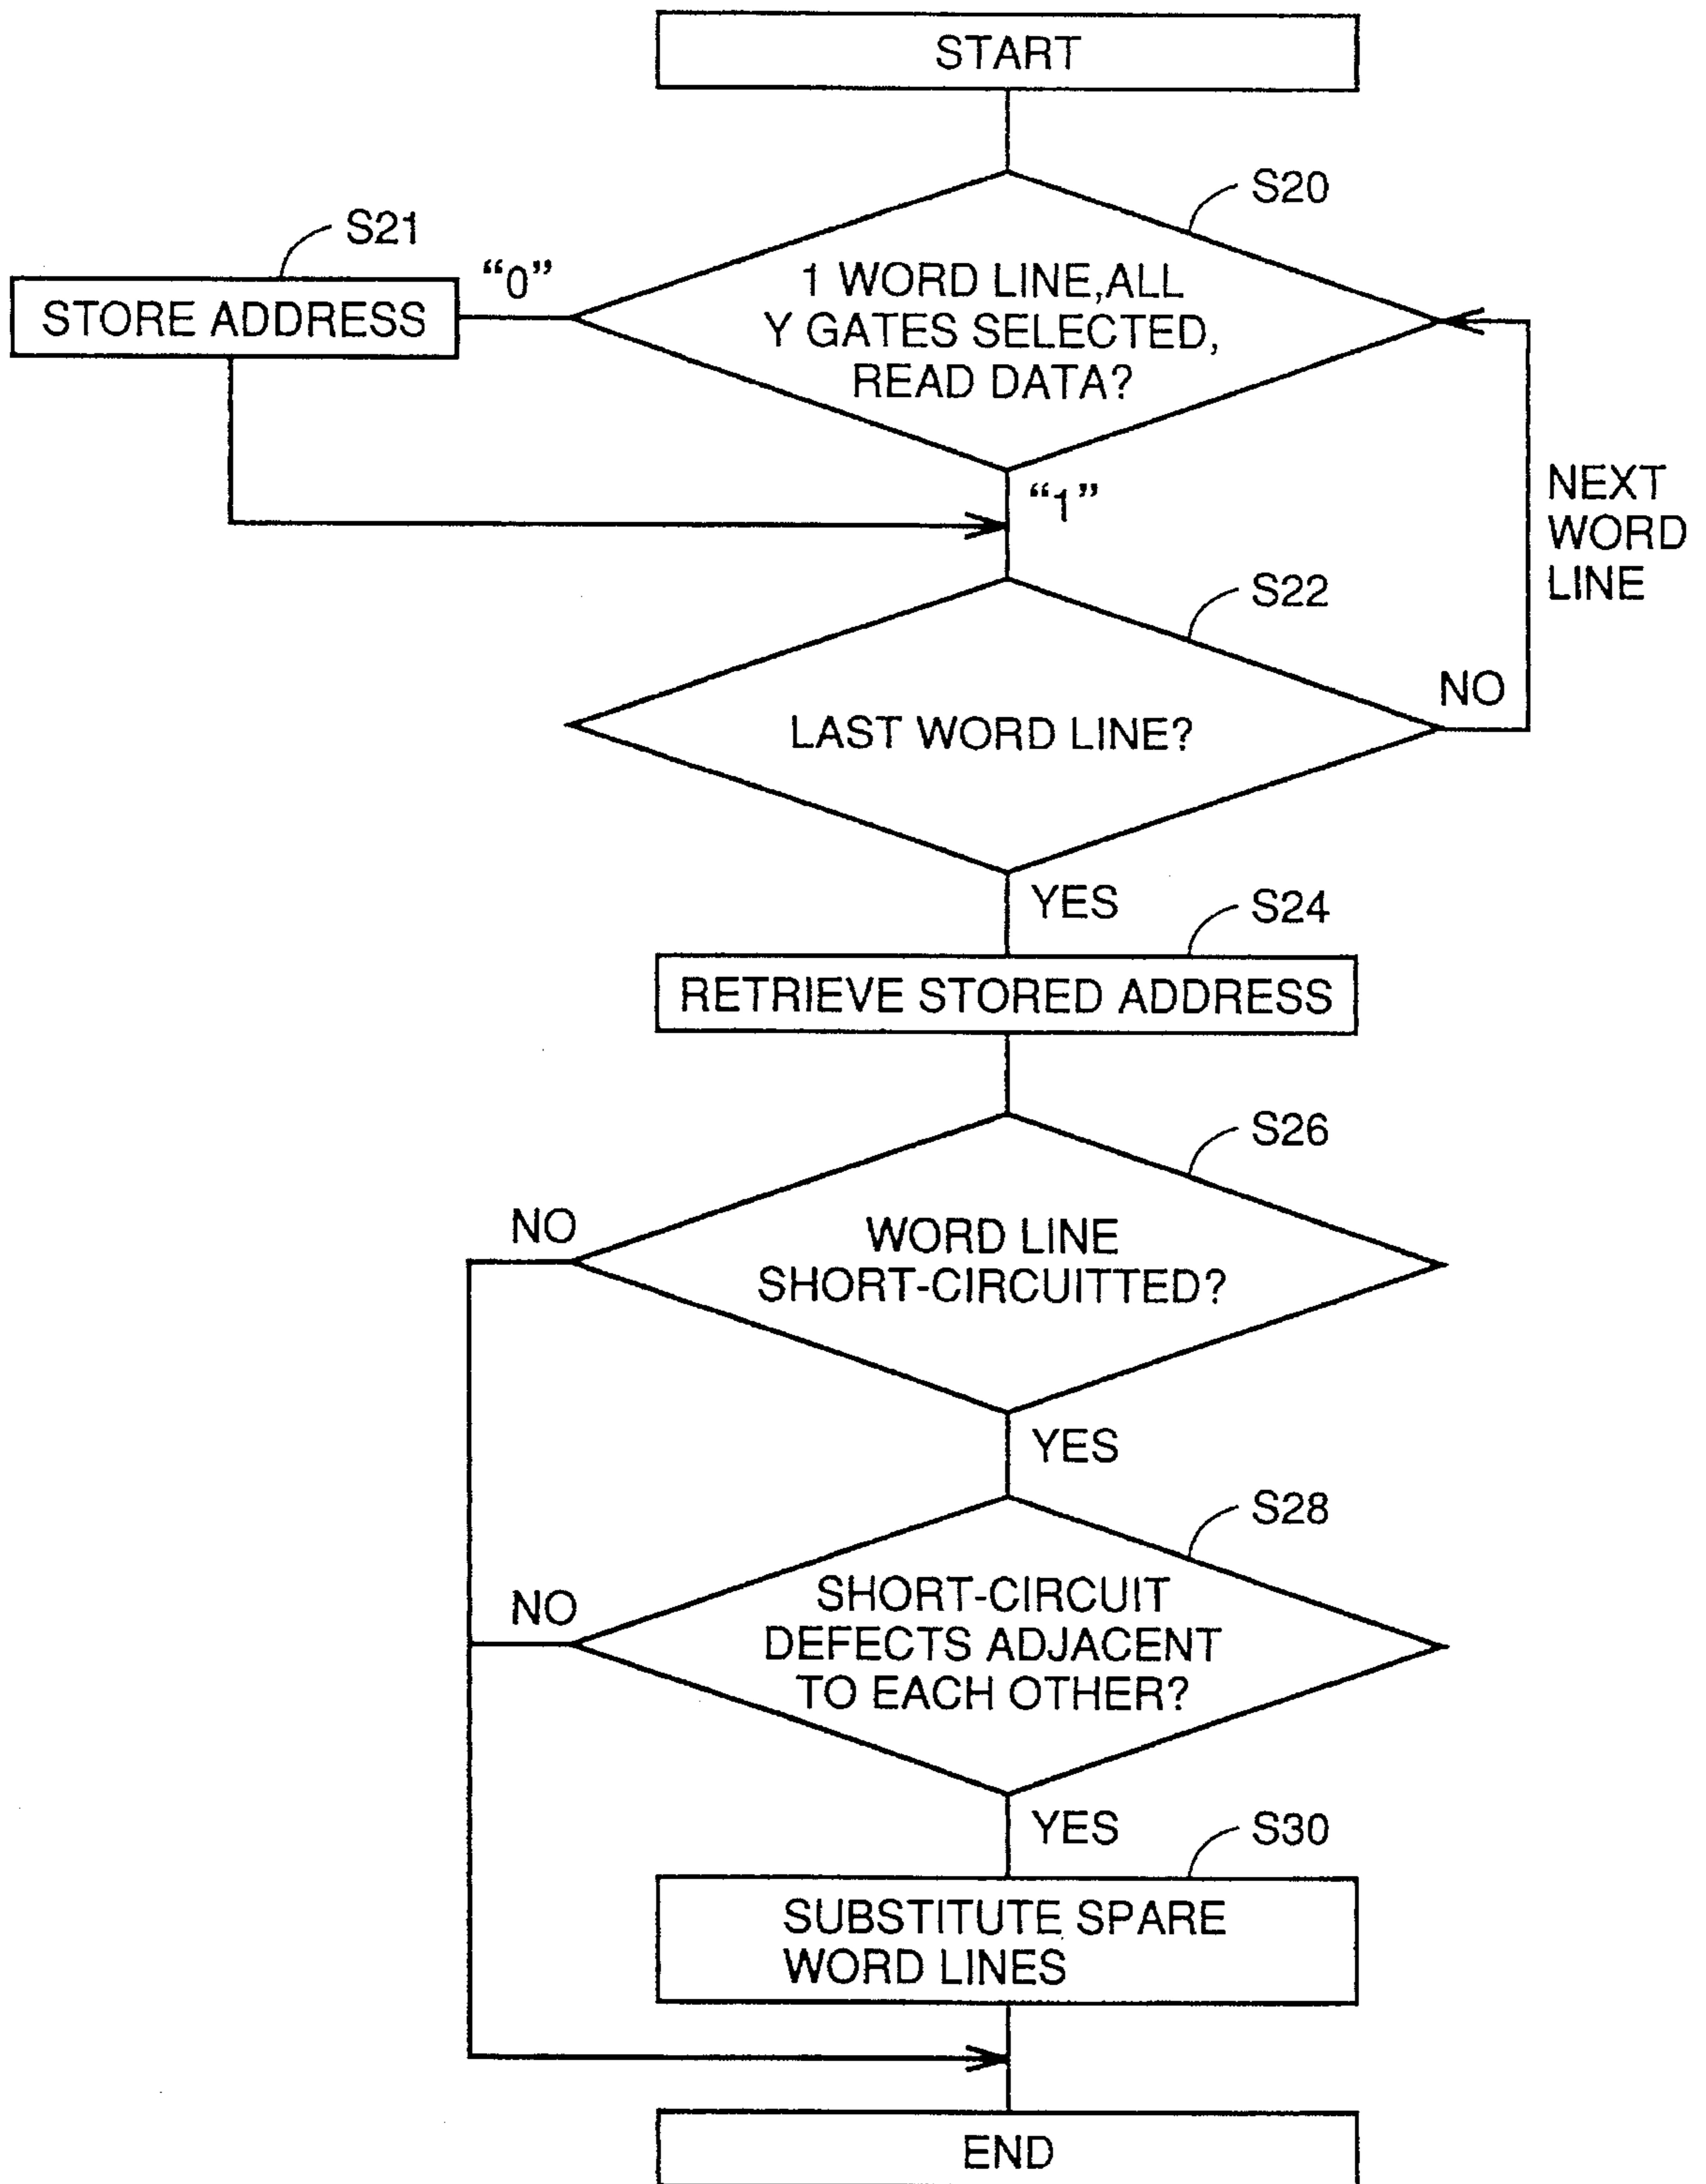 START
S20
S21
"0"
1 WORD LINE,ALL
Y GATES SELECTED,
READ DATA?
STORE ADDRESS
"1"
NEXT
WORD
LINE
S22
NO
LAST WORD LINE?
YES
S24
RETRIEVE STORED ADDRESS
S26
NO
WORD LINE
SHORT-CIRCUITTED?
YES
S28
NO
SHORT-CIRCUIT
DEFECTS ADJACENT
TO EACH OTHER?
YES
S30
SUBSTITUTE SPARE
WORD LINES
END